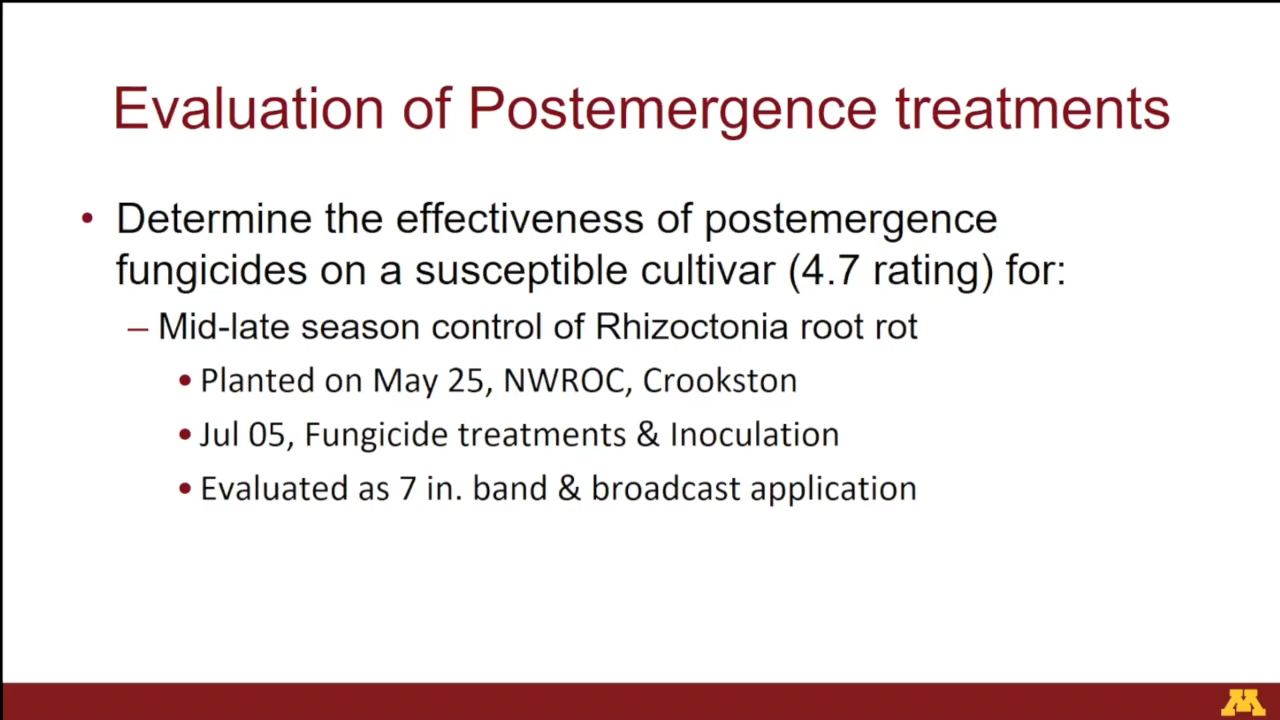 Evaluation of Postemergence treatments
• Determine the effectiveness of postemergence
fungicides on a susceptible cultivar (4.7 rating) for:
– Mid-late season control of Rhizoctonia root rot
• Planted on May 25, NWROC, Crookston
• Jul 05, Fungicide treatments & Inoculation
• Evaluated as 7 in. band & broadcast application
M